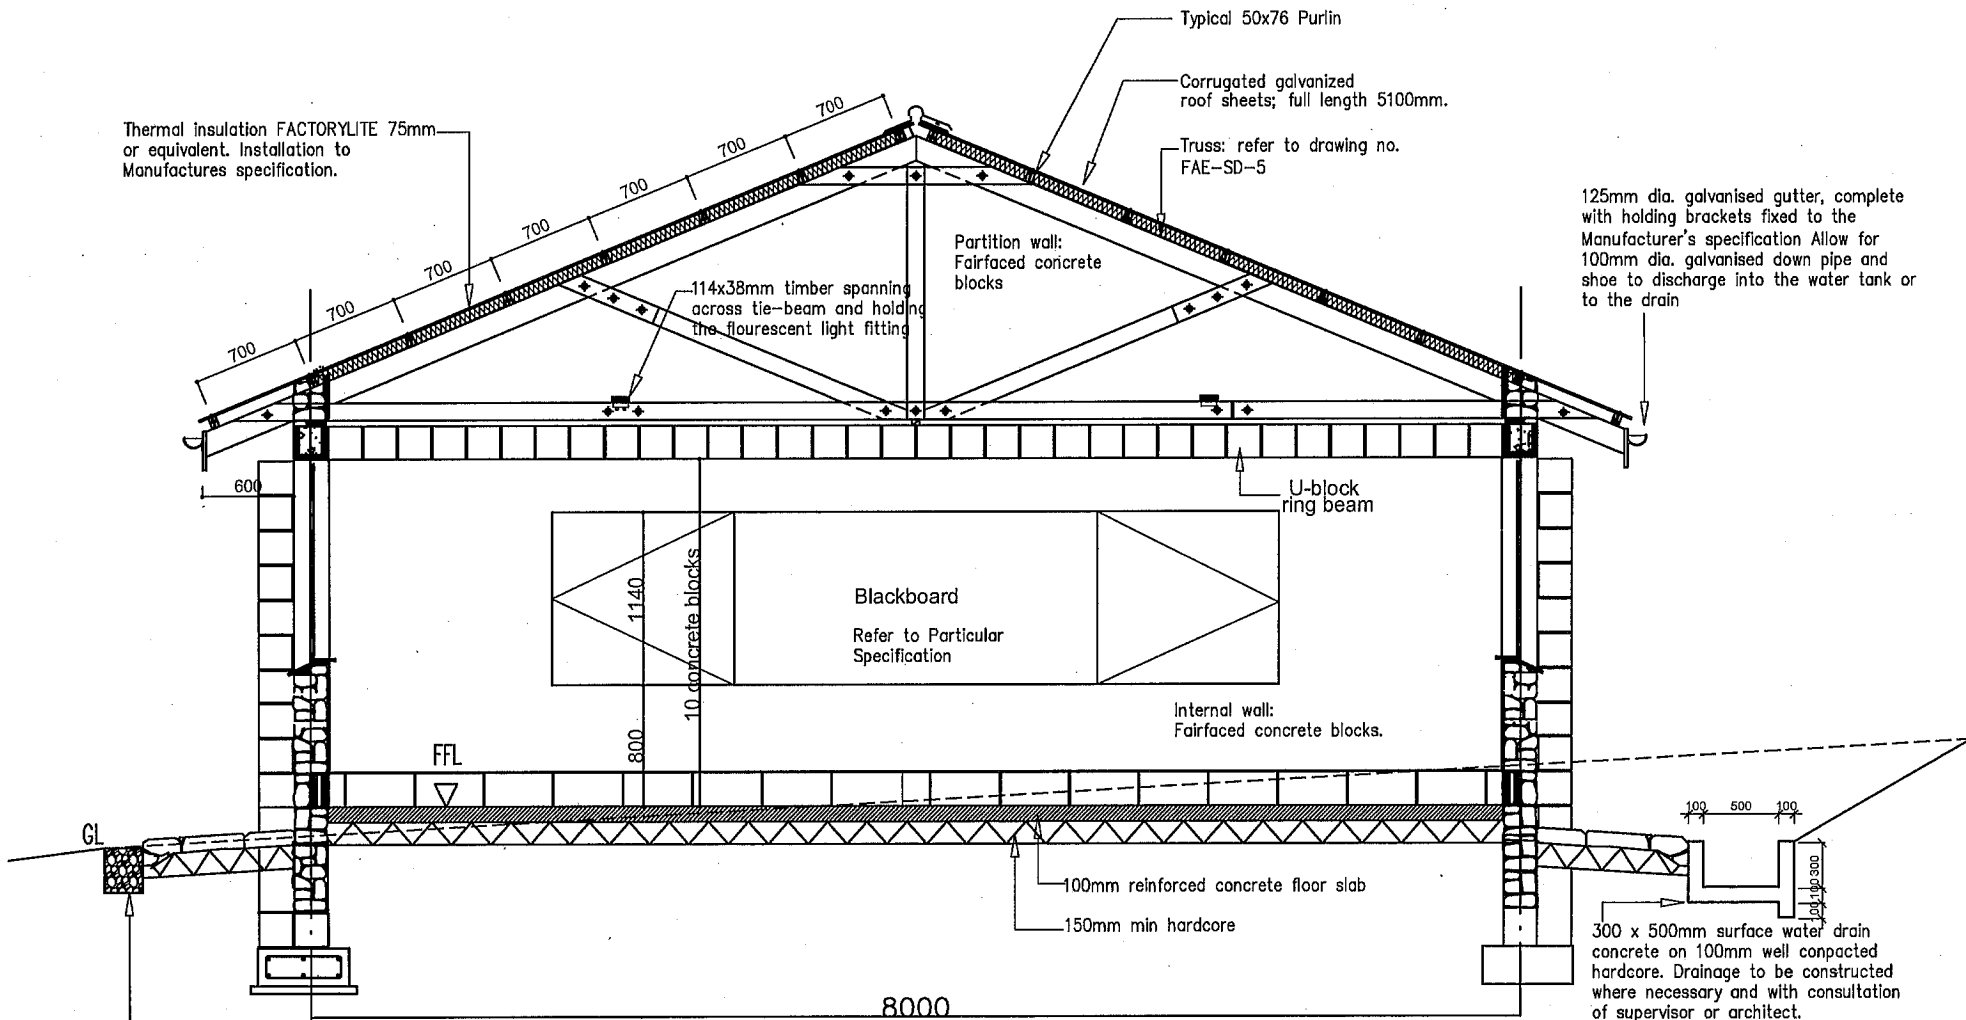 Typical 50x76 Purlin
Corrugated galvanized
roof sheets; full length 5100mm.
Truss: refer to drawing no.
FAE-SD-5
Thermal insulation FACTORYLITE 75mm
or equivalent. Installation to
Manufactures specification.
700
700
700
700
700
700
700
125mm dia. galvanised gutter, complete
with holding brackets fixed to the
Manufacturer's specification Allow for
100mm dia. galvanised down pipe and
shoe to discharge into the water tank or
to the drain
Partition wall:
Fairfaced concrete
blocks
114x38mm timber spanning
across tie-beam and holding
the flourescent light fitting
600
U-block
ring beam
1140
10 concrete blocks
800
Blackboard
Refer to Particular
Specification
Internal wall:
Fairfaced concrete blocks.
FFL
GL
100
500
100
300
100
100
100mm reinforced concrete floor slab
150mm min hardcore
300 x 500mm surface water drain
concrete on 100mm well conpacted
hardcore. Drainage to be constructed
where necessary and with consultation
of supervisor or architect.
8000